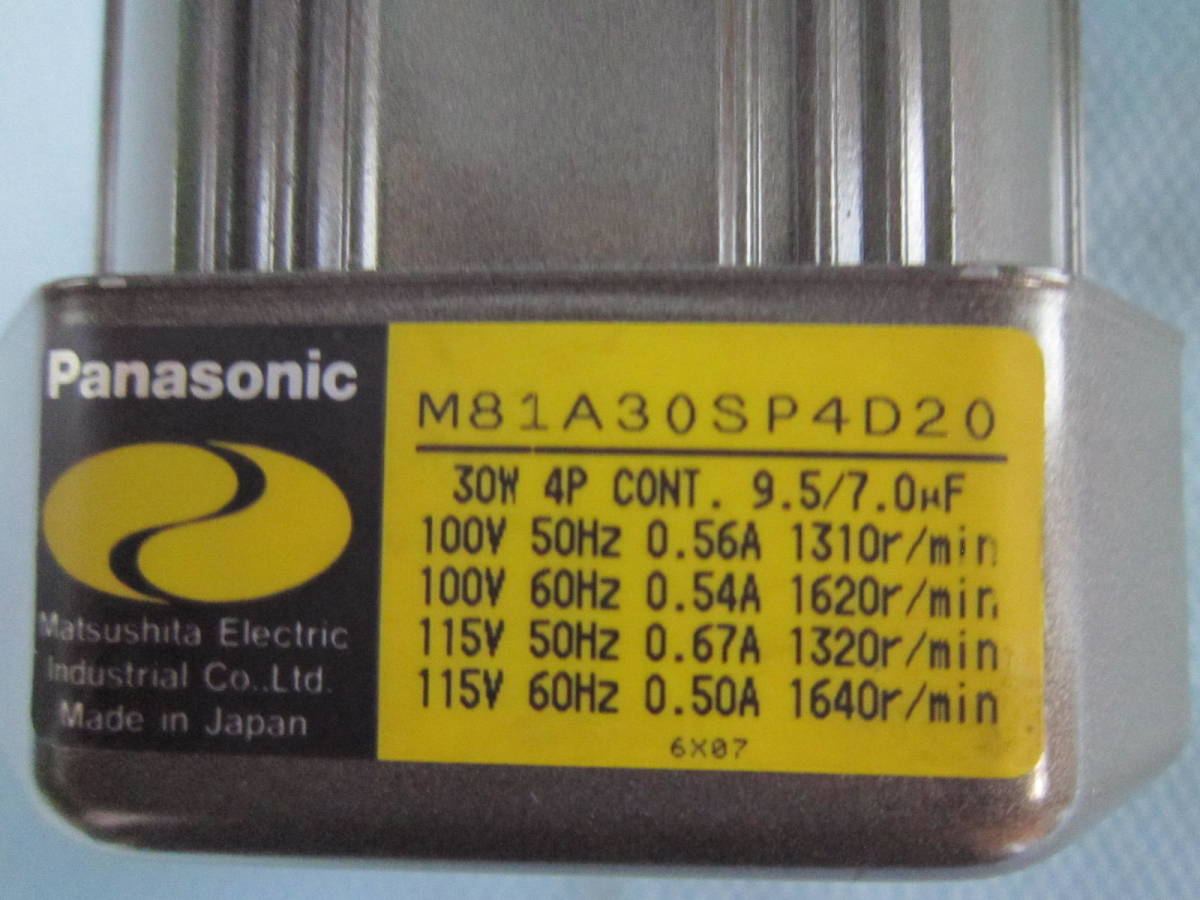 Panasonic
Matsushita Electric
Industrial Co.,Ltd.
Made in Japan
M81A30SP4D20
30W 4P CONT. 9.5/7.0μF
100V 50Hz 0.56A 1310r/min
100V 60Hz 0.54A 1620r/min
115V 50Hz 0.67A 1320r/min
115V 60Hz 0.50A 1640r/min
6X07